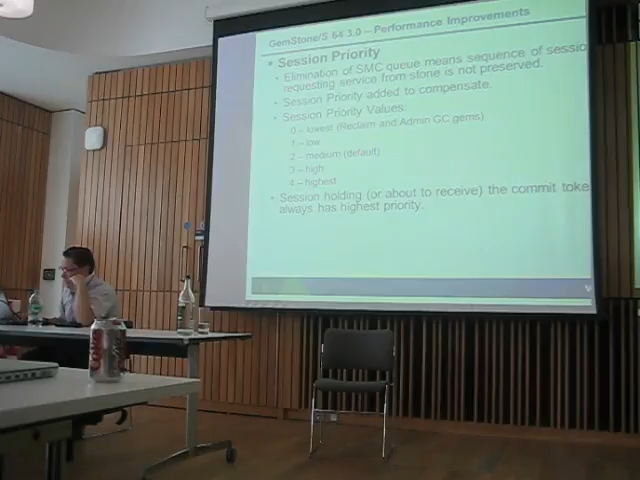 GemStone/S 64 3.0 – Performance Improvements
• Session Priority
• Elimination of SMC queue means sequence of sessio
requesting service from stone is not preserved.
• Session Priority added to compensate.
• Session Priority Values:
0 – lowest (Reclaim and Admin GC gems)
1 – low
2 – medium (default)
3 – high
4 – highest
• Session holding (or about to receive) the commit toke
always has highest priority.